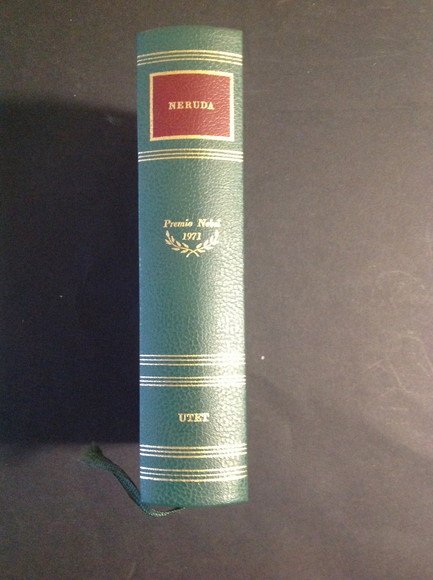 NERUDA
Premio Nobel
1971
UTET